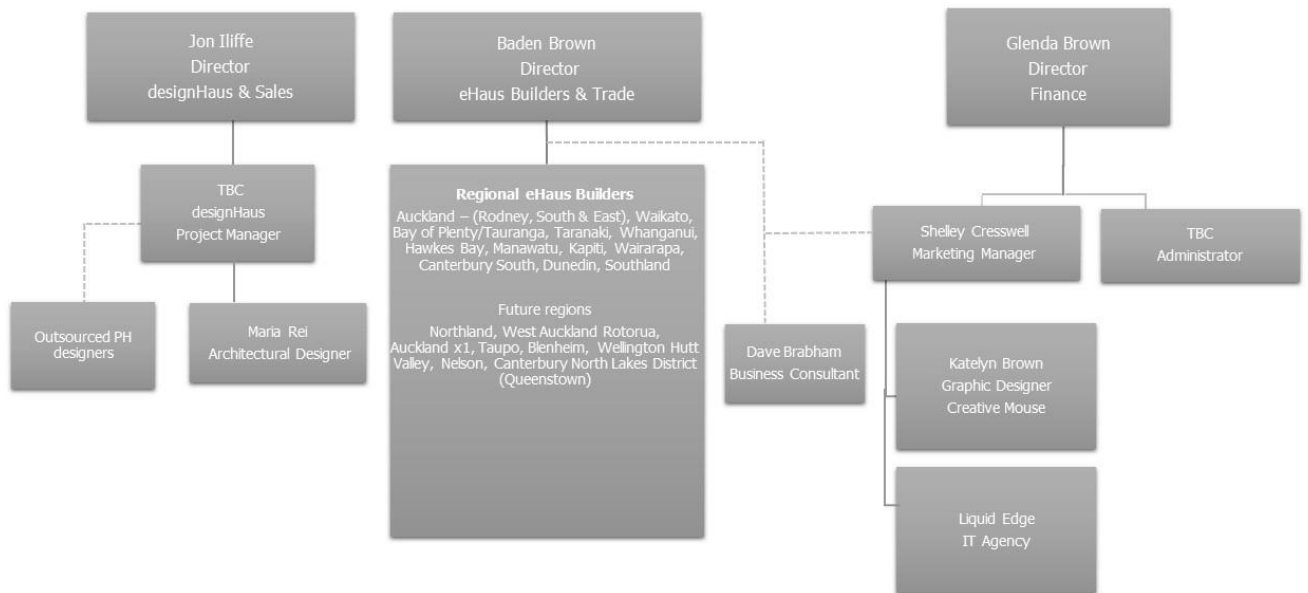 Jon Iliffe
Director
designHaus & Sales
Baden Brown
Director
eHaus Builders & Trade
Glenda Brown
Director
Finance
TBC
designHaus
Project Manager
Outsourced PH
designers
Maria Rei
Architectural Designer
Regional eHaus Builders
Auckland – (Rodney, South & East), Waikato,
Bay of Plenty/Tauranga, Taranaki, Whanganui,
Hawkes Bay, Manawatu, Kapiti, Wairarapa,
Canterbury South, Dunedin, Southland
Future regions
Northland, West Auckland Rotorua,
Auckland x1, Taupo, Blenheim, Wellington Hutt
Valley, Nelson, Canterbury North Lakes District
(Queenstown)
Dave Brabham
Business Consultant
Shelley Cresswell
Marketing Manager
TBC
Administrator
Katelyn Brown
Graphic Designer
Creative Mouse
Liquid Edge
IT Agency